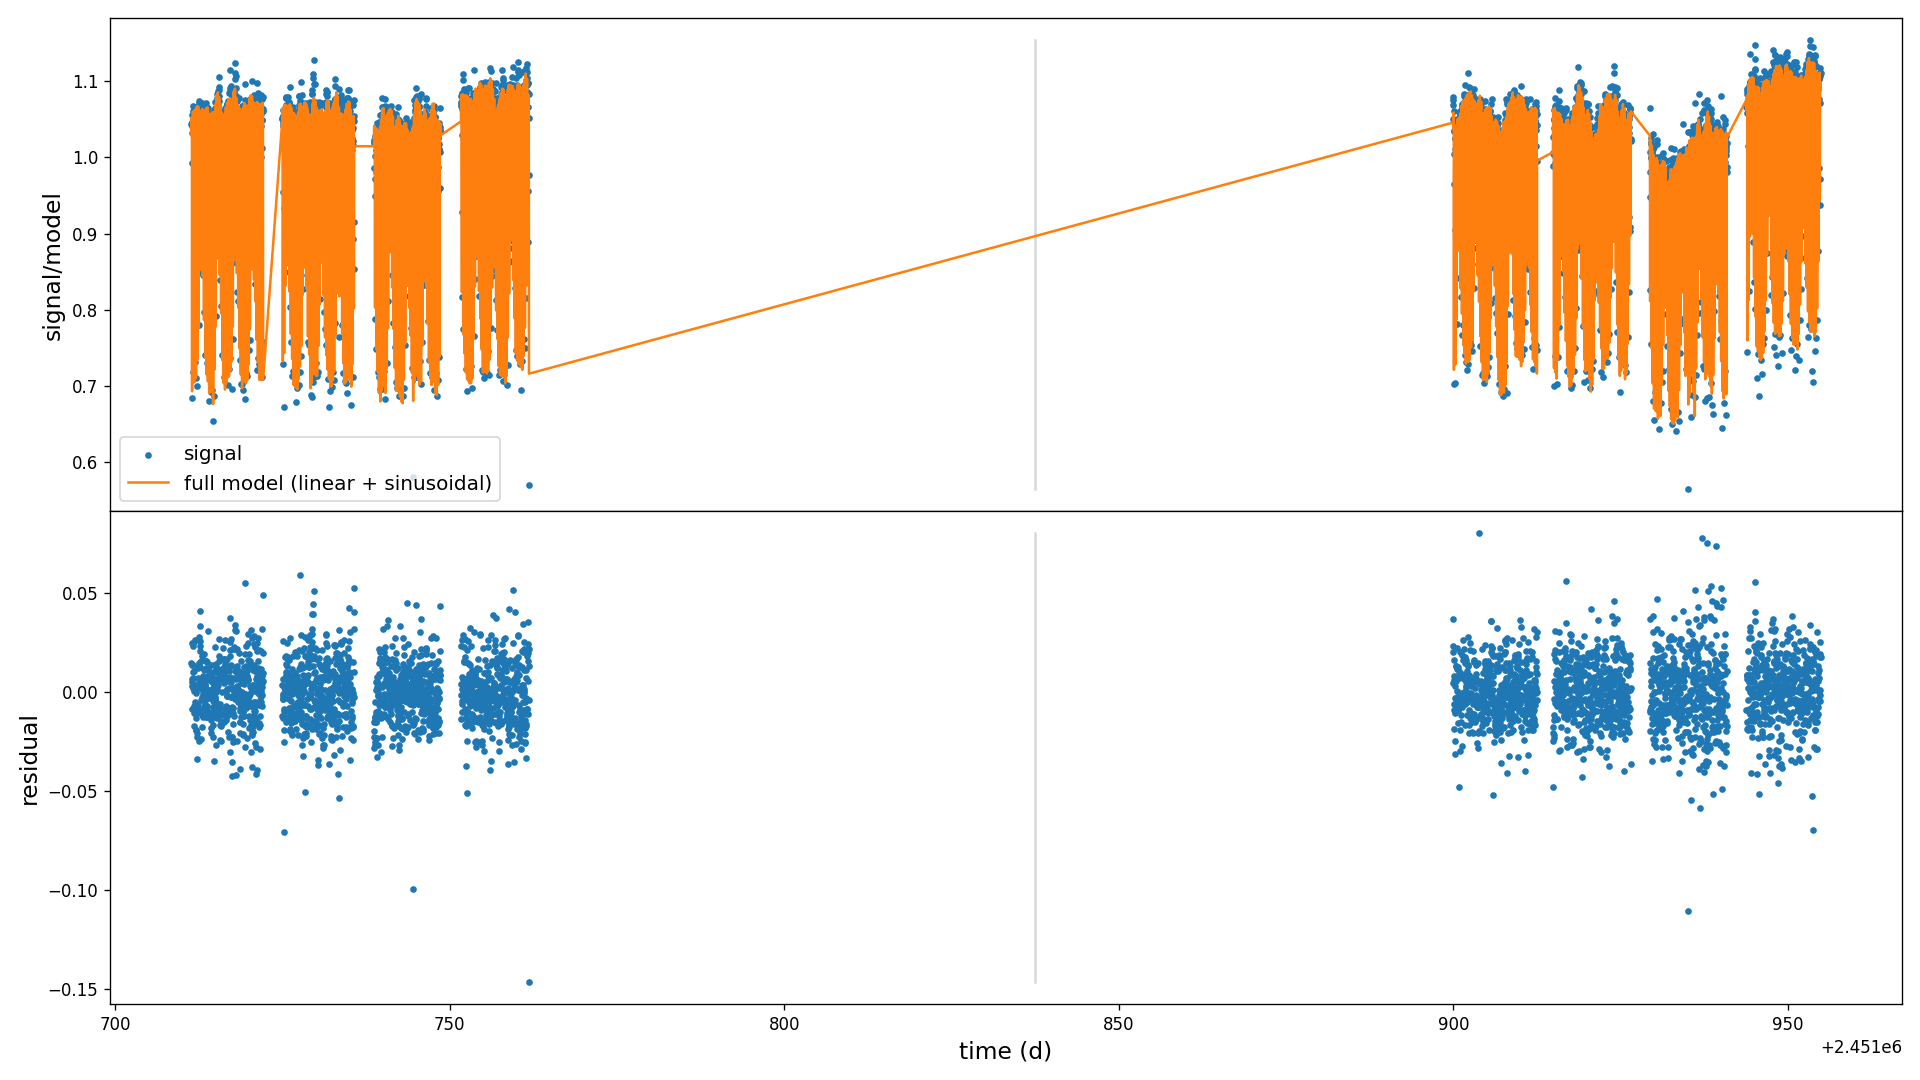 signal/model
1.1
1.0
0.9
0.8
0.7
0.6
signal
full model (linear + sinusoidal)
residual
0.05
0.00
−0.05
−0.10
−0.15
700 750 800 850 900 950
time (d)
+2.451e6